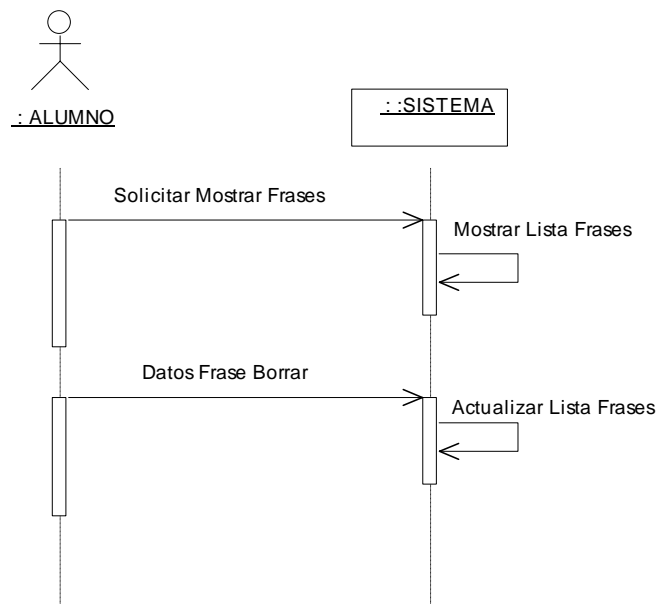 : ALUMNO
: :SISTEMA
Solicitar Mostrar Frases
Mostrar Lista Frases
Datos Frase Borrar
Actualizar Lista Frases